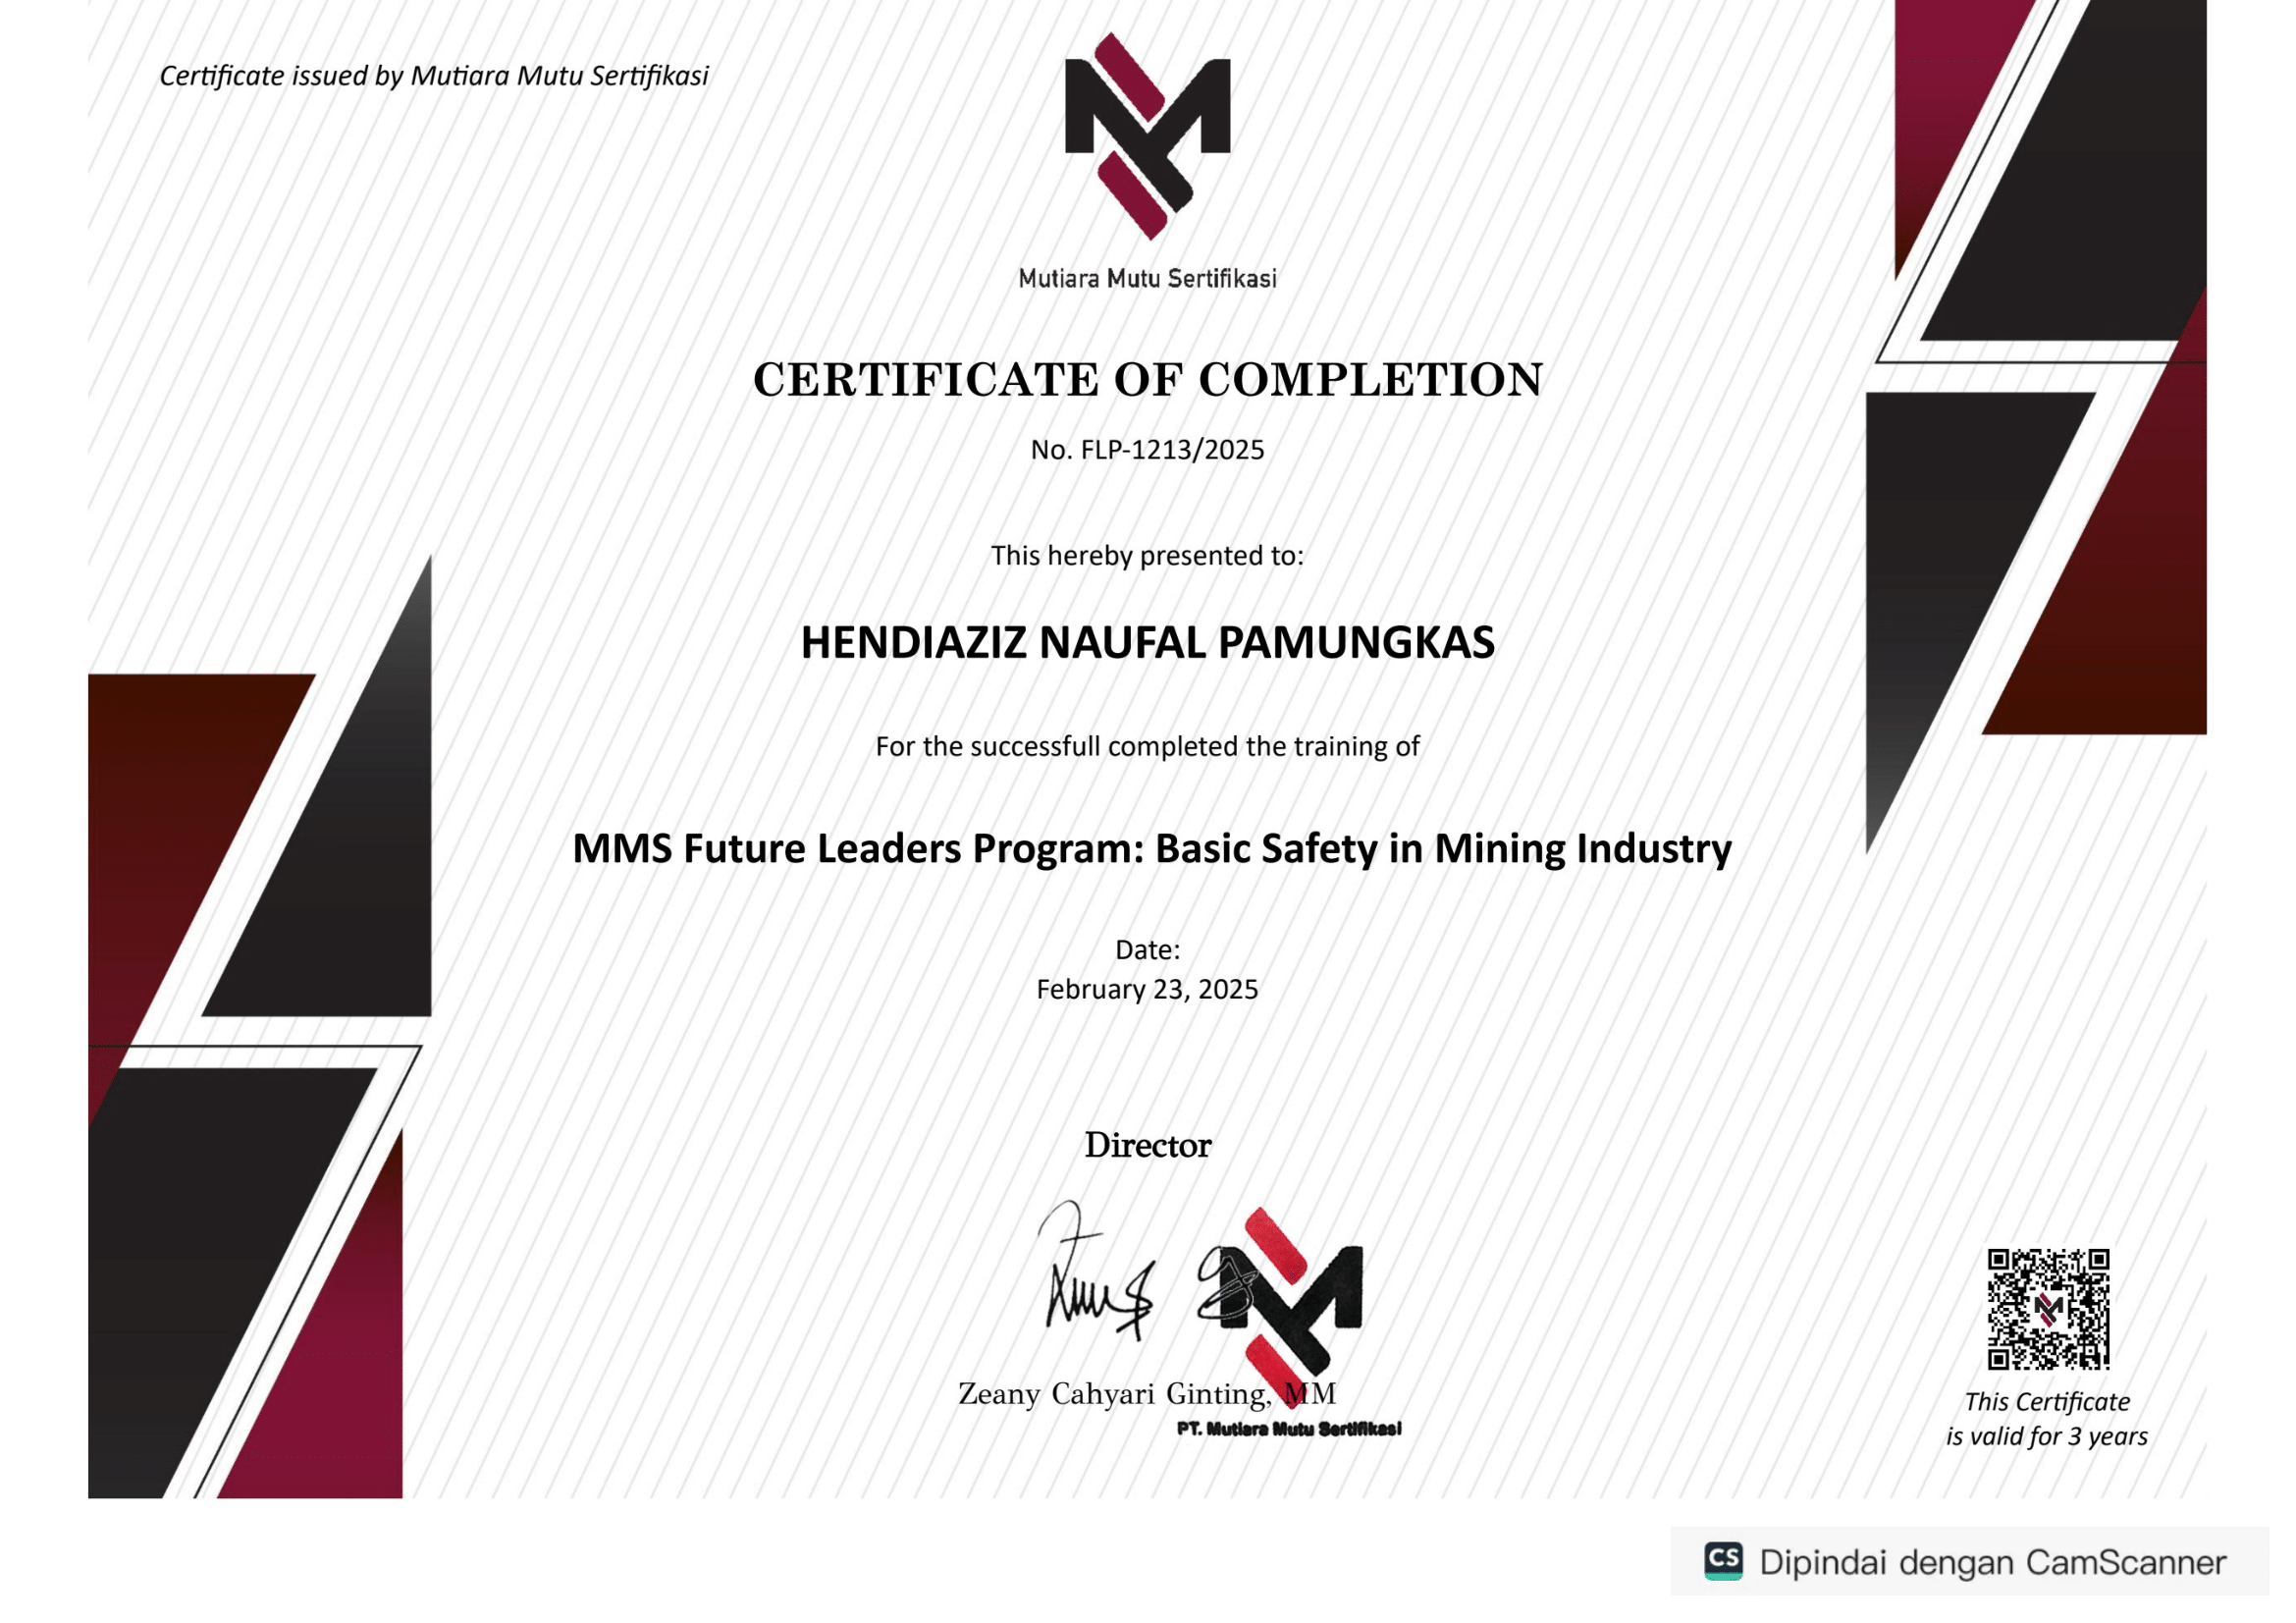 Certificate issued by Mutiara Mutu Sertifikasi
Mutiara Mutu Sertifikasi
CERTIFICATE OF COMPLETION
No. FLP-1213/2025
This hereby presented to:
HENDIAZIZ NAUFAL PAMUNGKAS
For the successfull completed the training of
MMS Future Leaders Program: Basic Safety in Mining Industry
Date:
February 23, 2025
Director
Zeany Cahyari Ginting, MM
PT. Mutiara Mutu Sertifikasi
This Certificate
is valid for 3 years
CS Dipindai dengan CamScanner